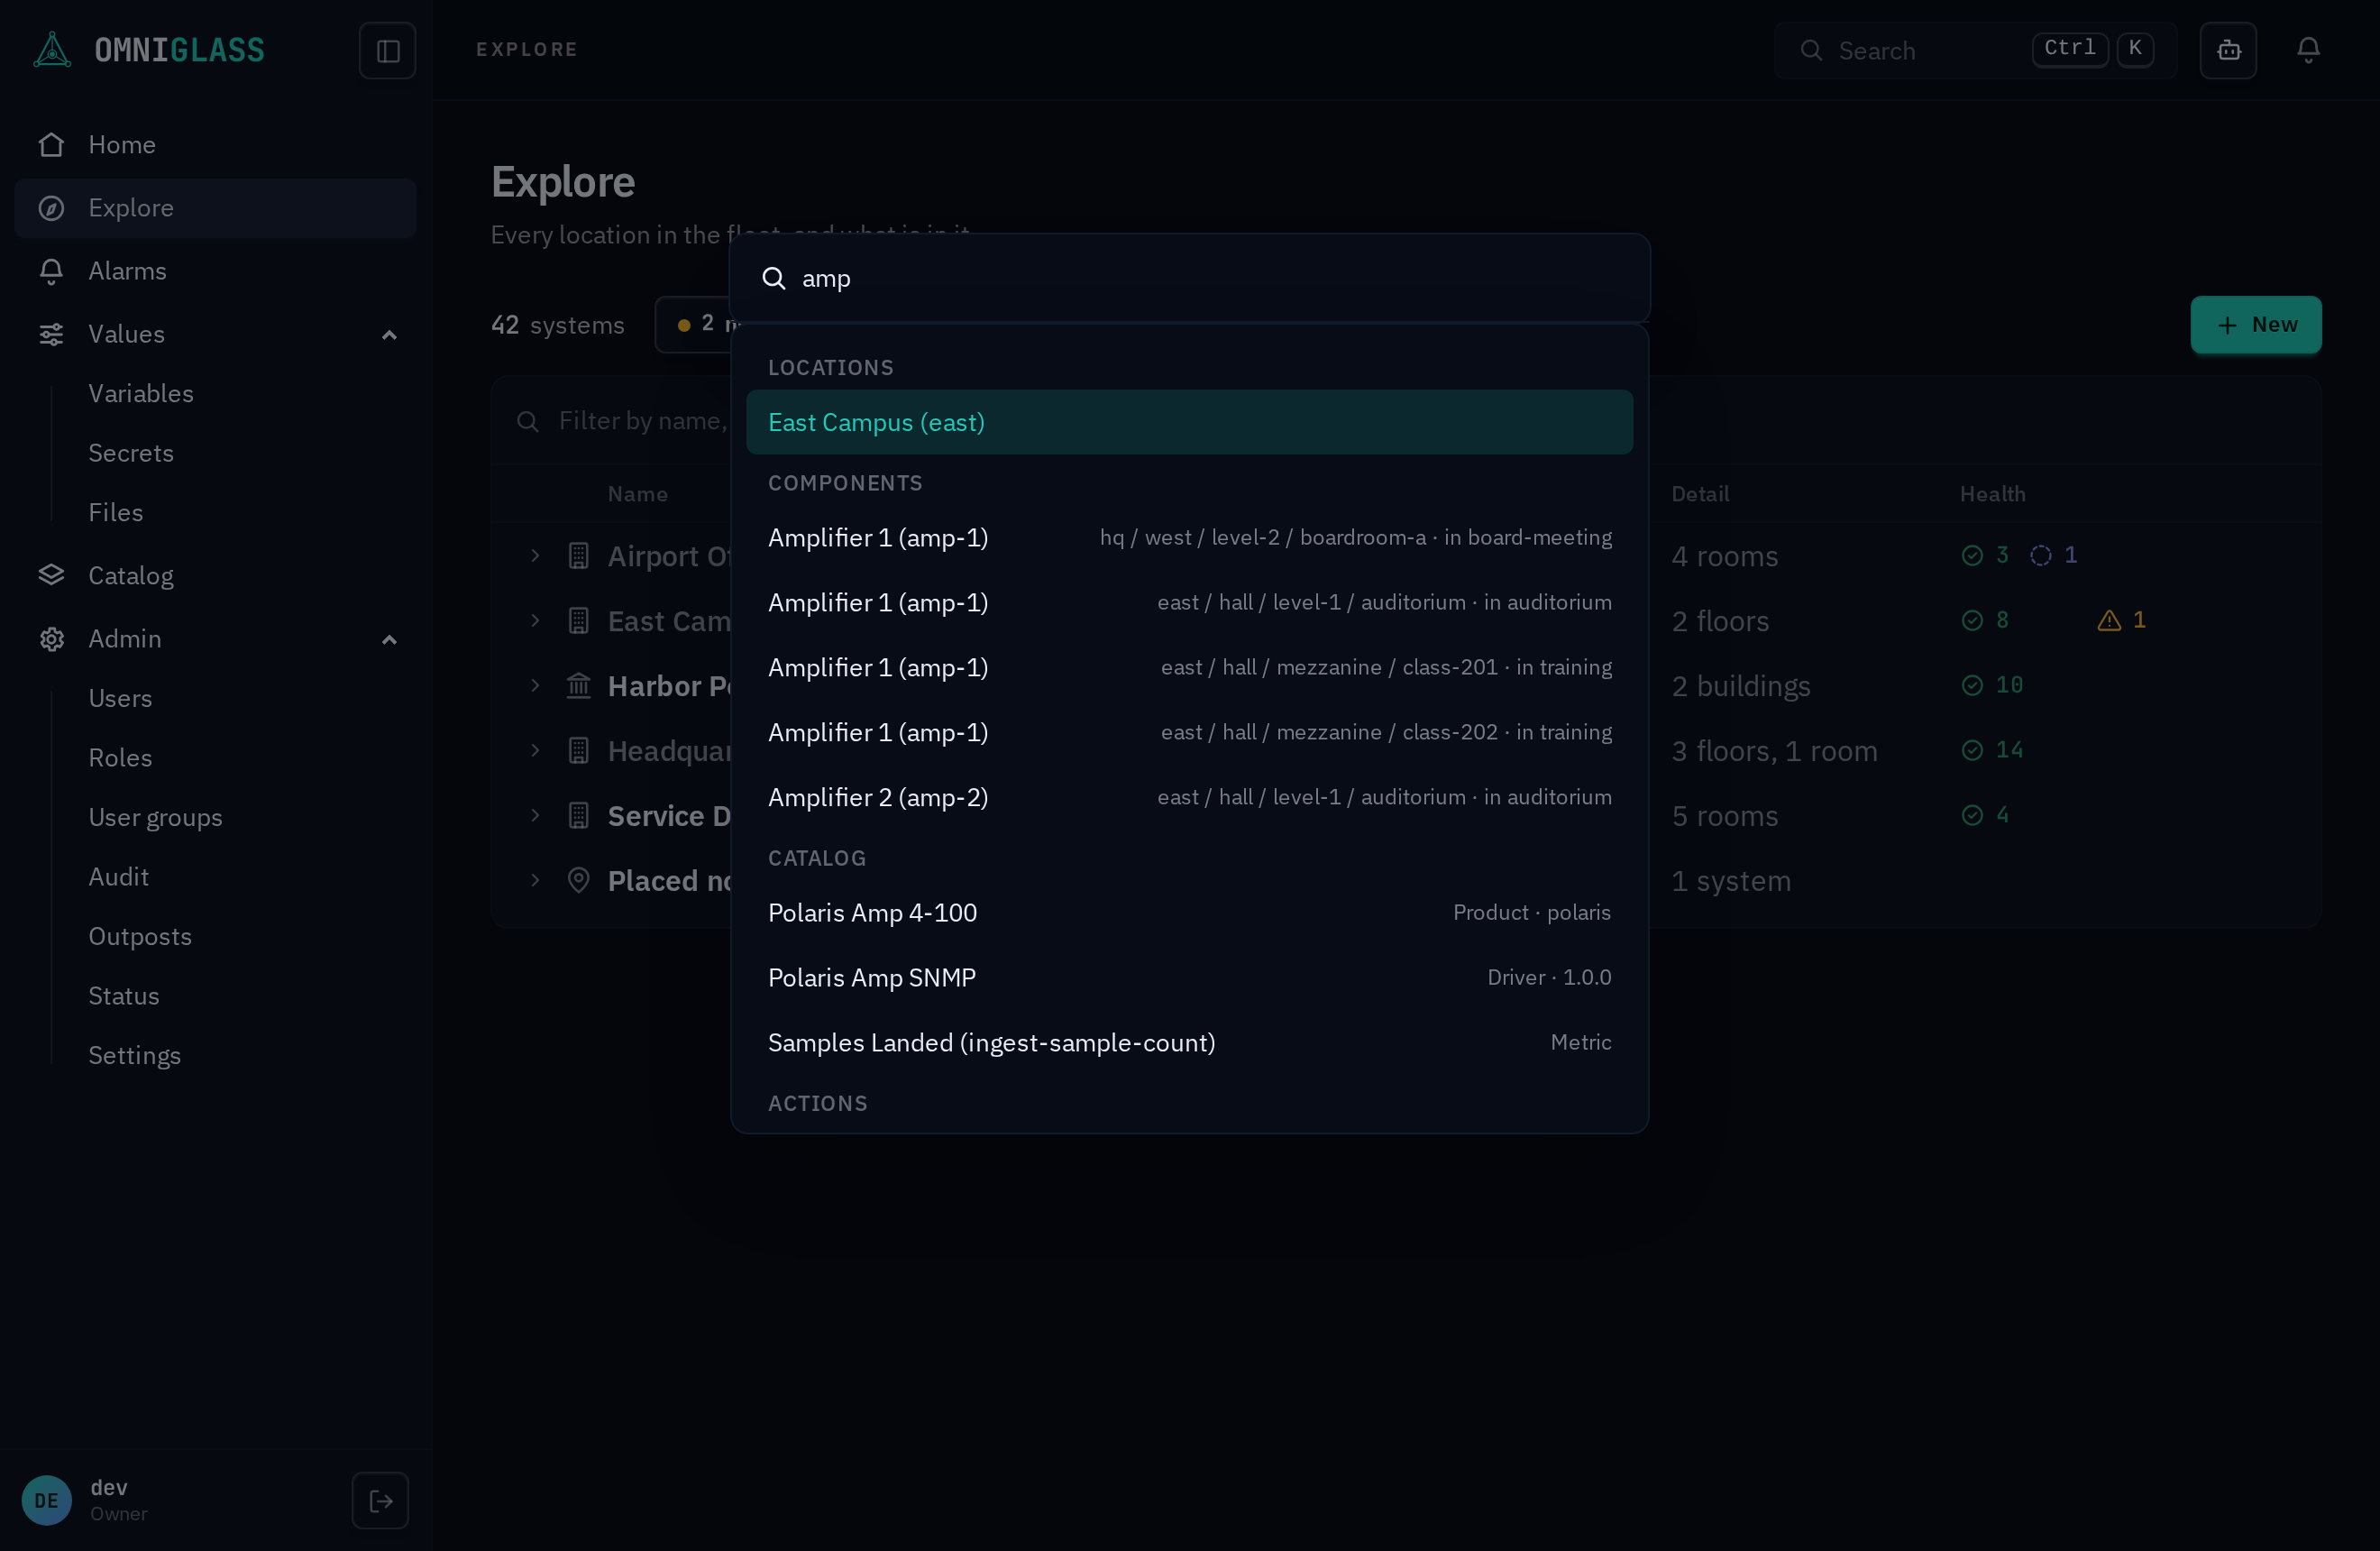 OMNIGLASS
EXPLORE
Search
Ctrl K
Home
Explore
Alarms
Values
Variables
Secrets
Files
Catalog
Admin
Users
Roles
User groups
Audit
Outposts
Status
Settings
DE
dev
Owner
Explore
Every location in the fleet, and what is in it
42 systems
2
New
Filter by name,
Name
Detail
Health
Airport
4 rooms
3
1
East Cam
2 floors
8
1
Harbor
2 buildings
10
Headquar
3 floors, 1 room
14
Service D
5 rooms
4
Placed
1 system
amp
LOCATIONS
East Campus (east)
COMPONENTS
Amplifier 1 (amp-1) hq / west / level-2 / boardroom-a · in board-meeting
Amplifier 1 (amp-1) east / hall / level-1 / auditorium · in auditorium
Amplifier 1 (amp-1) east / hall / mezzanine / class-201 · in training
Amplifier 1 (amp-1) east / hall / mezzanine / class-202 · in training
Amplifier 2 (amp-2) east / hall / level-1 / auditorium · in auditorium
CATALOG
Polaris Amp 4-100 Product · polaris
Polaris Amp SNMP Driver · 1.0.0
Samples Landed (ingest-sample-count) Metric
ACTIONS